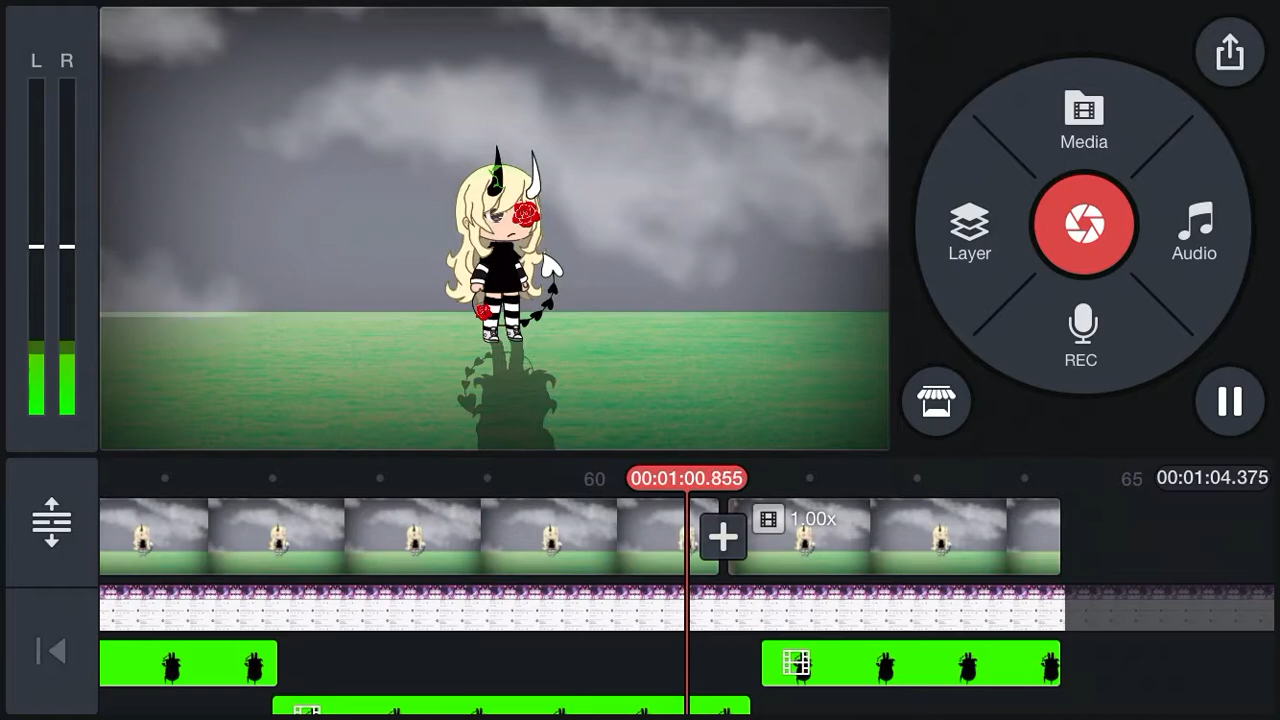 L R
Media
Layer
Audio
REC
60
00:01:00.855
65
00:01:04.375
1.00x